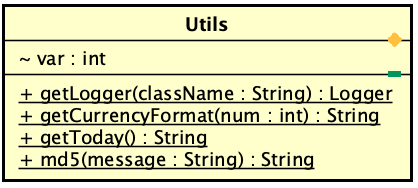 Utils
~ var : int
+ getLogger(className : String) : Logger
+ getCurrencyFormat(num : int) : String
+ getToday() : String
+ md5(message : String) : String